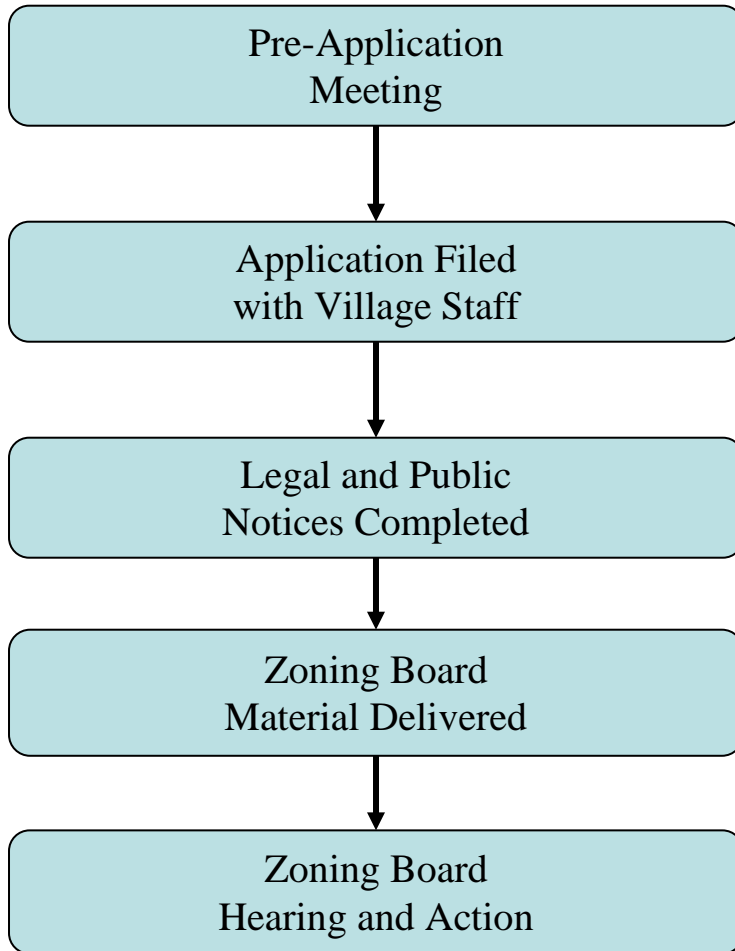 Pre-Application
Meeting
Application Filed
with Village Staff
Legal and Public
Notices Completed
Zoning Board
Material Delivered
Zoning Board
Hearing and Action